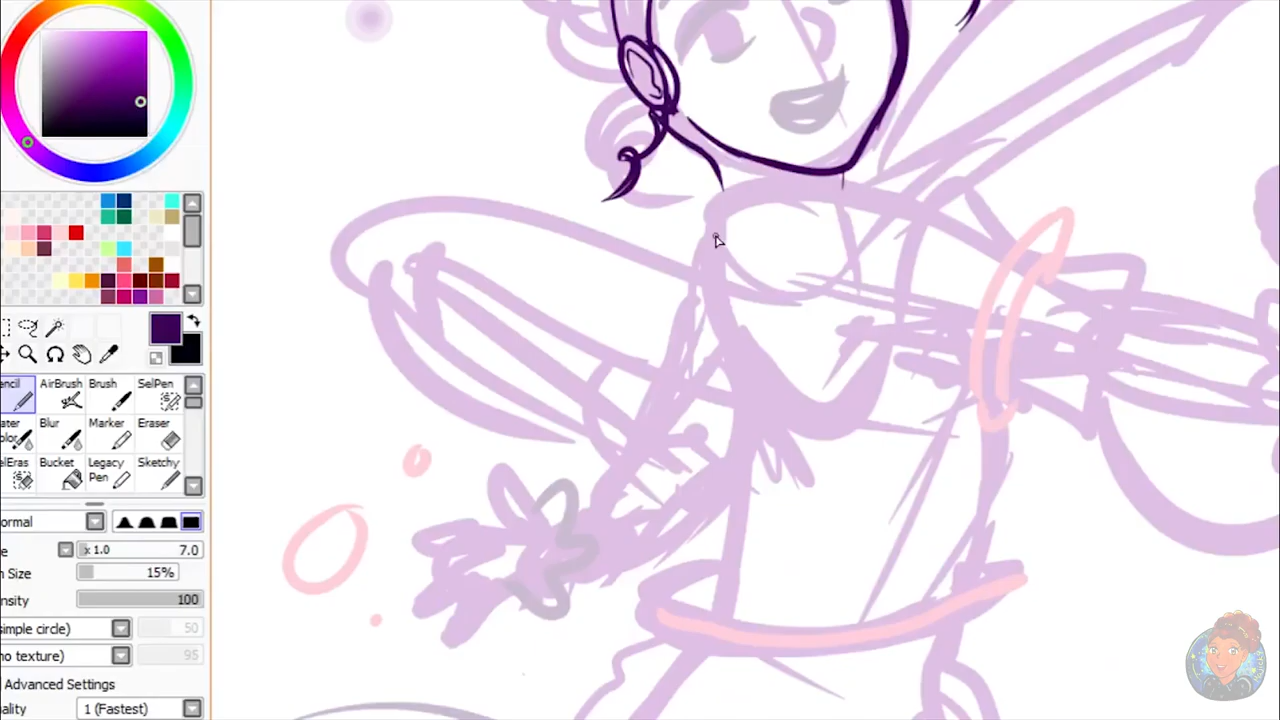 encil AirBrush Brush SelPen
ater Blur Marker Eraser
olor
elEras Bucket Legacy Sketchy
Pen
ormal
e x 1.0 7.0
n Size 15%
nsity 100
simple circle) 50
no texture) 95
Advanced Settings
ality 1 (Fastest)